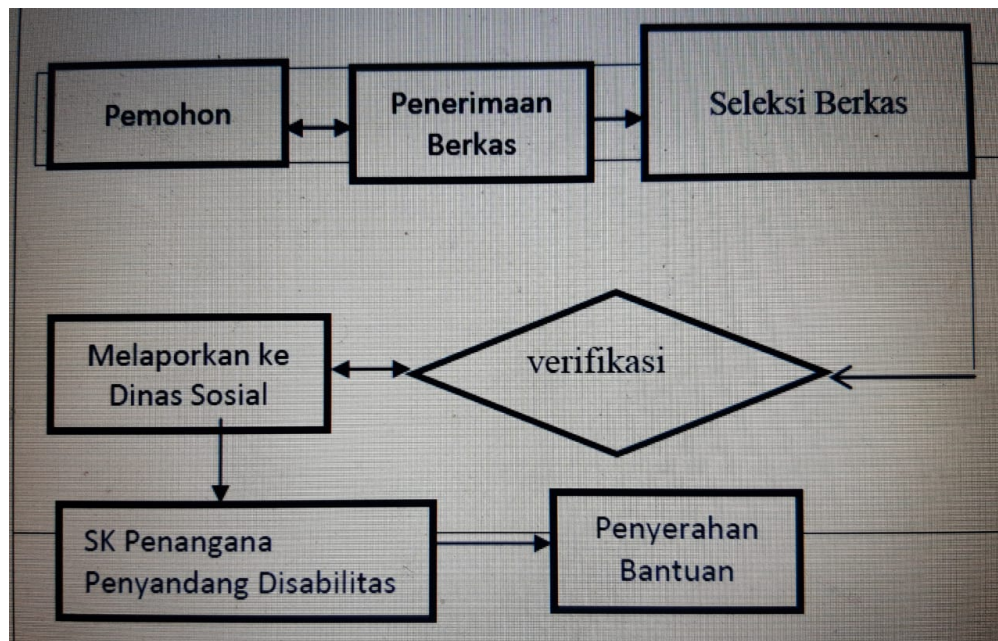 Pemohon
Penerimaan
Berkas
Seleksi Berkas
verifikasi
Melaporkan ke
Dinas Sosial
SK Penangana
Penyandang Disabilitas
Penyerahan
Bantuan